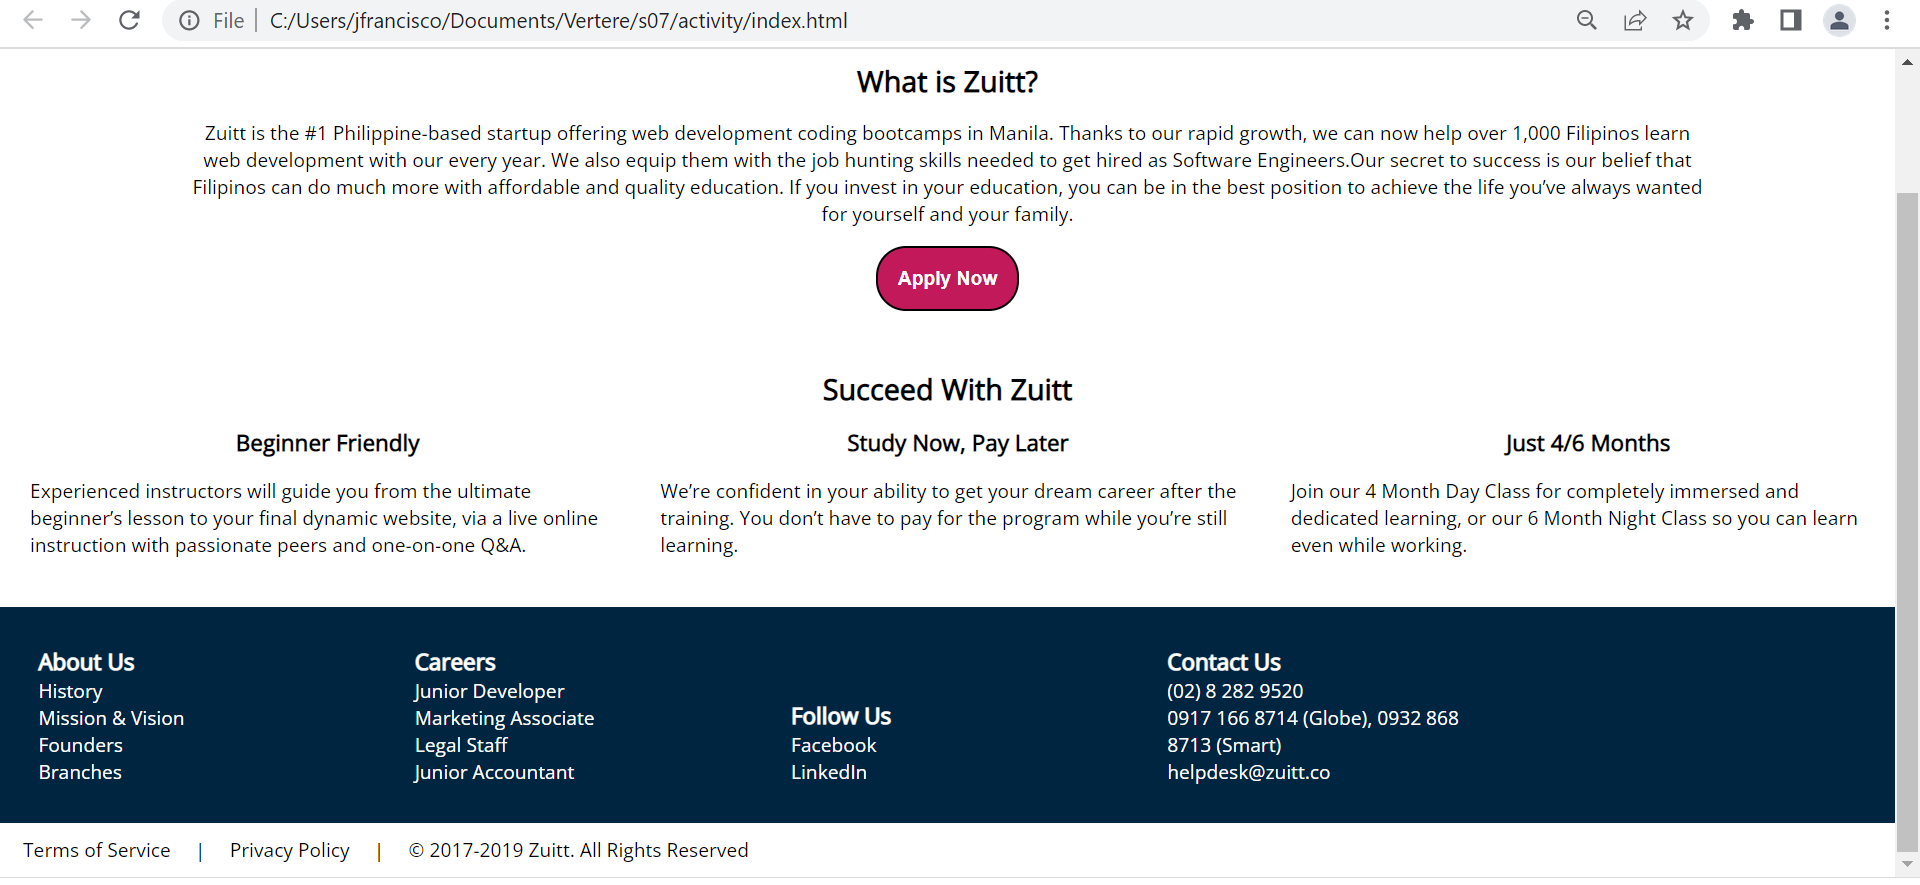 File | C:/Users/jfrancisco/Documents/Vertere/s07/activity/index.html
What is Zuitt?
Zuitt is the #1 Philippine-based startup offering web development coding bootcamps in Manila. Thanks to our rapid growth, we can now help over 1,000 Filipinos learn
web development with our every year. We also equip them with the job hunting skills needed to get hired as Software Engineers.Our secret to success is our belief that
Filipinos can do much more with affordable and quality education. If you invest in your education, you can be in the best position to achieve the life you’ve always wanted
for yourself and your family.
Apply Now
Succeed With Zuitt
Beginner Friendly
Experienced instructors will guide you from the ultimate
beginner’s lesson to your final dynamic website, via a live online
instruction with passionate peers and one-on-one Q&A.
Study Now, Pay Later
We’re confident in your ability to get your dream career after the
training. You don’t have to pay for the program while you’re still
learning.
Just 4/6 Months
Join our 4 Month Day Class for completely immersed and
dedicated learning, or our 6 Month Night Class so you can learn
even while working.
About Us
History
Mission & Vision
Founders
Branches
Careers
Junior Developer
Marketing Associate
Legal Staff
Junior Accountant
Follow Us
Facebook
LinkedIn
Contact Us
(02) 8 282 9520
0917 166 8714 (Globe), 0932 868
8713 (Smart)
helpdesk@zuitt.co
Terms of Service | Privacy Policy | © 2017-2019 Zuitt. All Rights Reserved